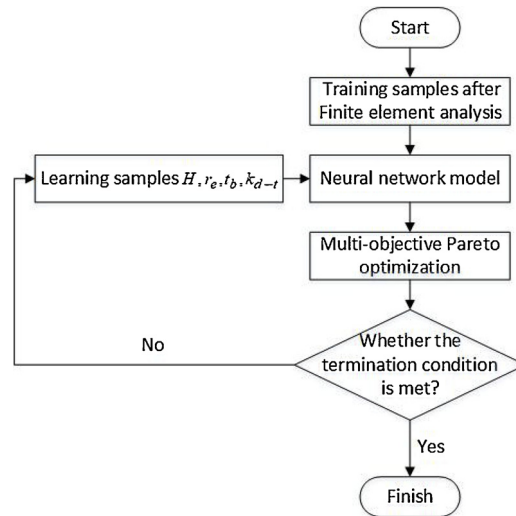 Start
Training samples after
Finite element analysis
Learning samples H, r_e, t_b, k_{d-t}
Neural network model
Multi-objective Pareto
optimization
Whether the
termination condition
is met?
No
Yes
Finish